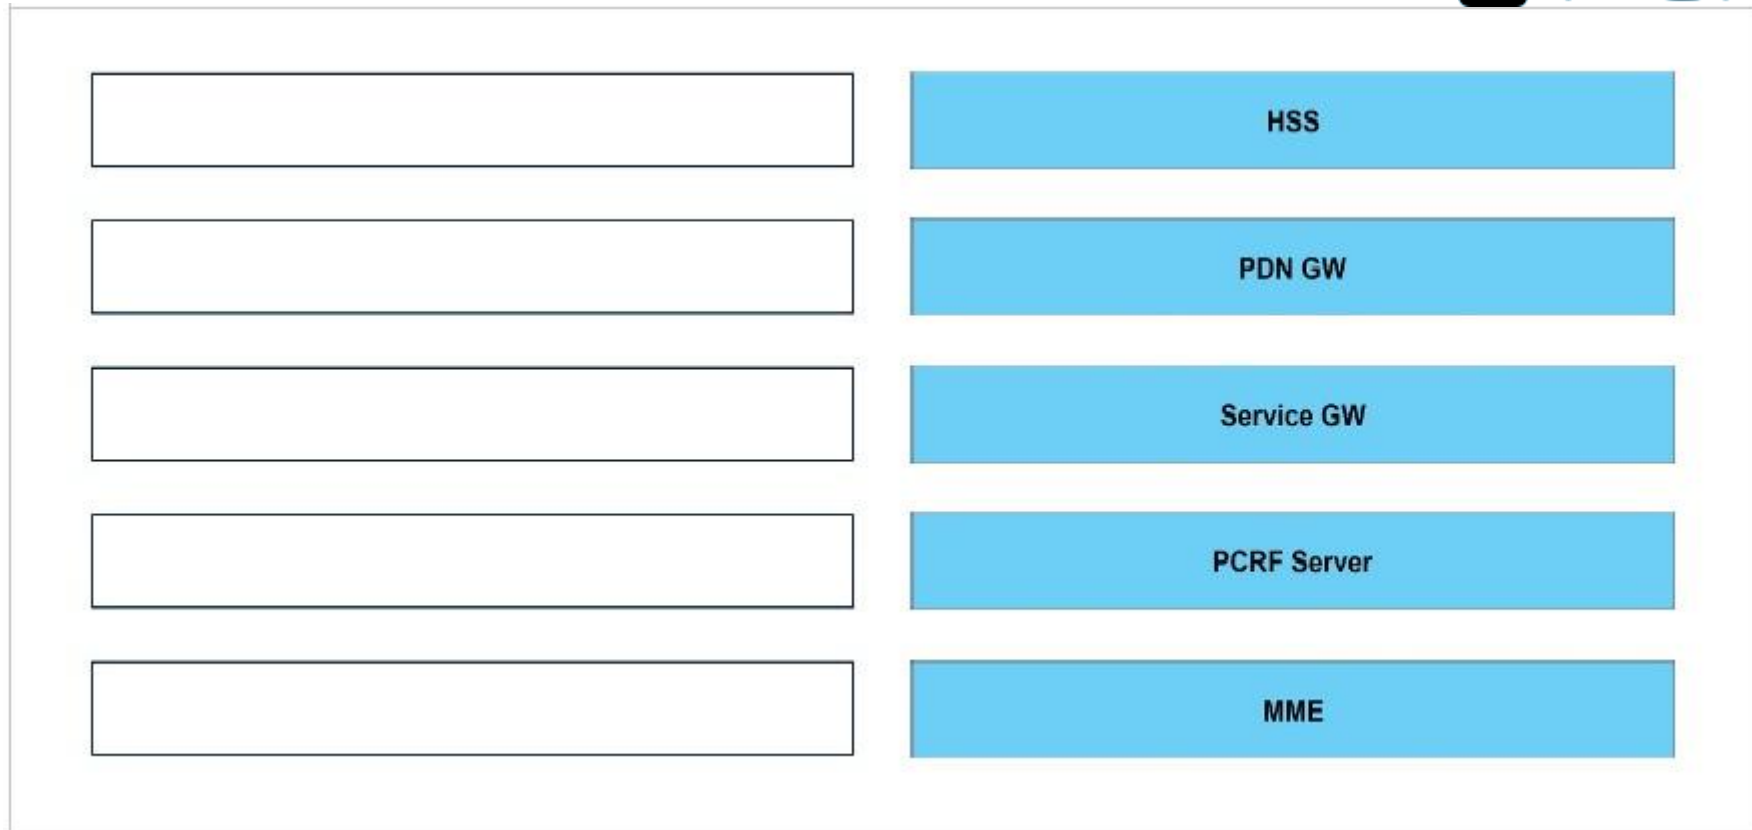 HSS
PDN GW
Service GW
PCRF Server
MME